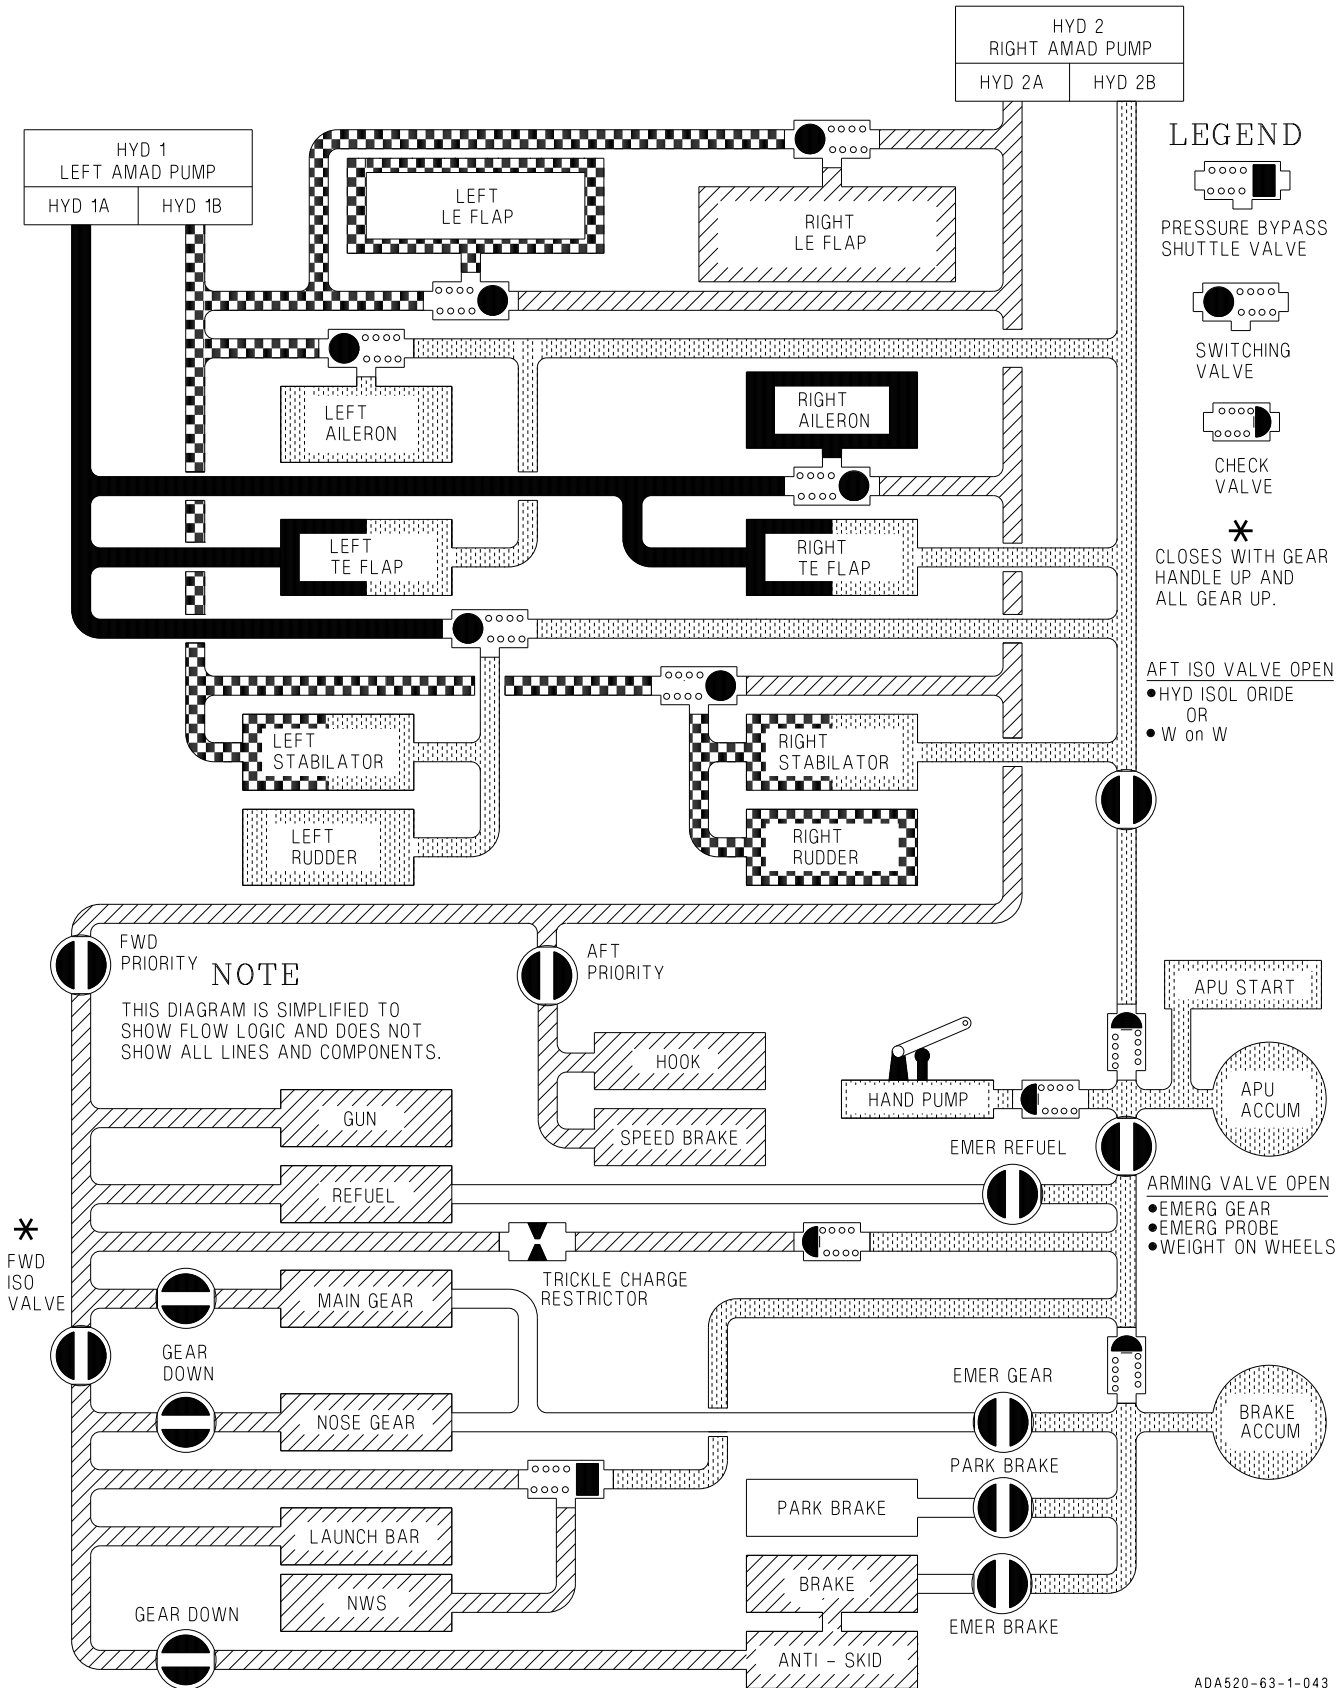 HYD 2
RIGHT AMAD PUMP
HYD 2A
HYD 2B
HYD 1
LEFT AMAD PUMP
HYD 1A
HYD 1B
LEFT
LE FLAP
RIGHT
LE FLAP
LEGEND
PRESSURE BYPASS
SHUTTLE VALVE
SWITCHING
VALVE
CHECK
VALVE
*
CLOSES WITH GEAR
HANDLE UP AND
ALL GEAR UP.
LEFT
AILERON
RIGHT
AILERON
LEFT
TE FLAP
RIGHT
TE FLAP
AFT ISO VALVE OPEN
●HYD ISOL ORIDE
OR
● W on W
LEFT
STABILATOR
RIGHT
STABILATOR
LEFT
RUDDER
RIGHT
RUDDER
FWD
PRIORITY
AFT
PRIORITY
NOTE
THIS DIAGRAM IS SIMPLIFIED TO
SHOW FLOW LOGIC AND DOES NOT
SHOW ALL LINES AND COMPONENTS.
APU START
HOOK
HAND PUMP
APU
ACCUM
GUN
SPEED BRAKE
EMER REFUEL
REFUEL
ARMING VALVE OPEN
●EMERG GEAR
●EMERG PROBE
●WEIGHT ON WHEELS
*
FWD
ISO
VALVE
TRICKLE CHARGE
RESTRICTOR
MAIN GEAR
GEAR
DOWN
EMER GEAR
NOSE GEAR
BRAKE
ACCUM
PARK BRAKE
PARK BRAKE
LAUNCH BAR
BRAKE
NWS
GEAR DOWN
EMER BRAKE
ANTI - SKID
ADA520-63-1-043